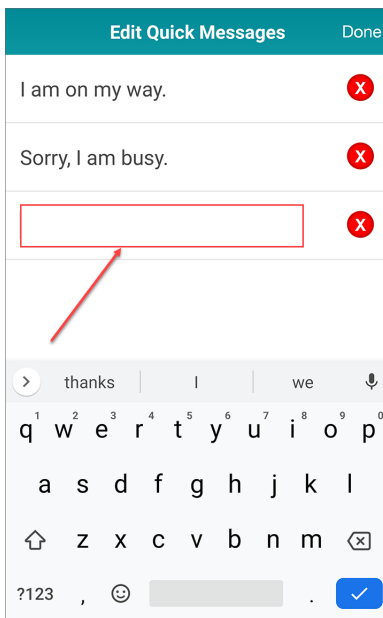 Edit Quick Messages Done
I am on my way. X
Sorry, I am busy. X
X
thanks I we
1 2 3 4 5 6 7 8 9 0
q w e r t y u i o p
a s d f g h j k l
z x c v b n m
?123 , .